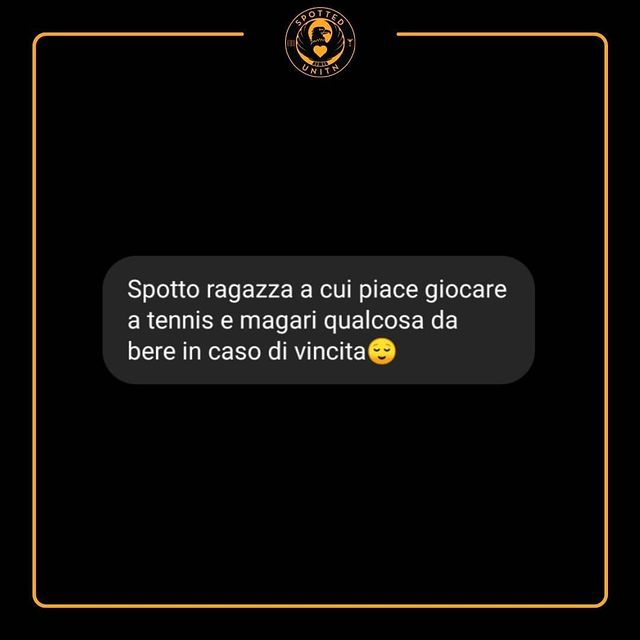 SPOTTED
UNITN
Spotto ragazza a cui piace giocare
a tennis e magari qualcosa da
bere in caso di vincita😌